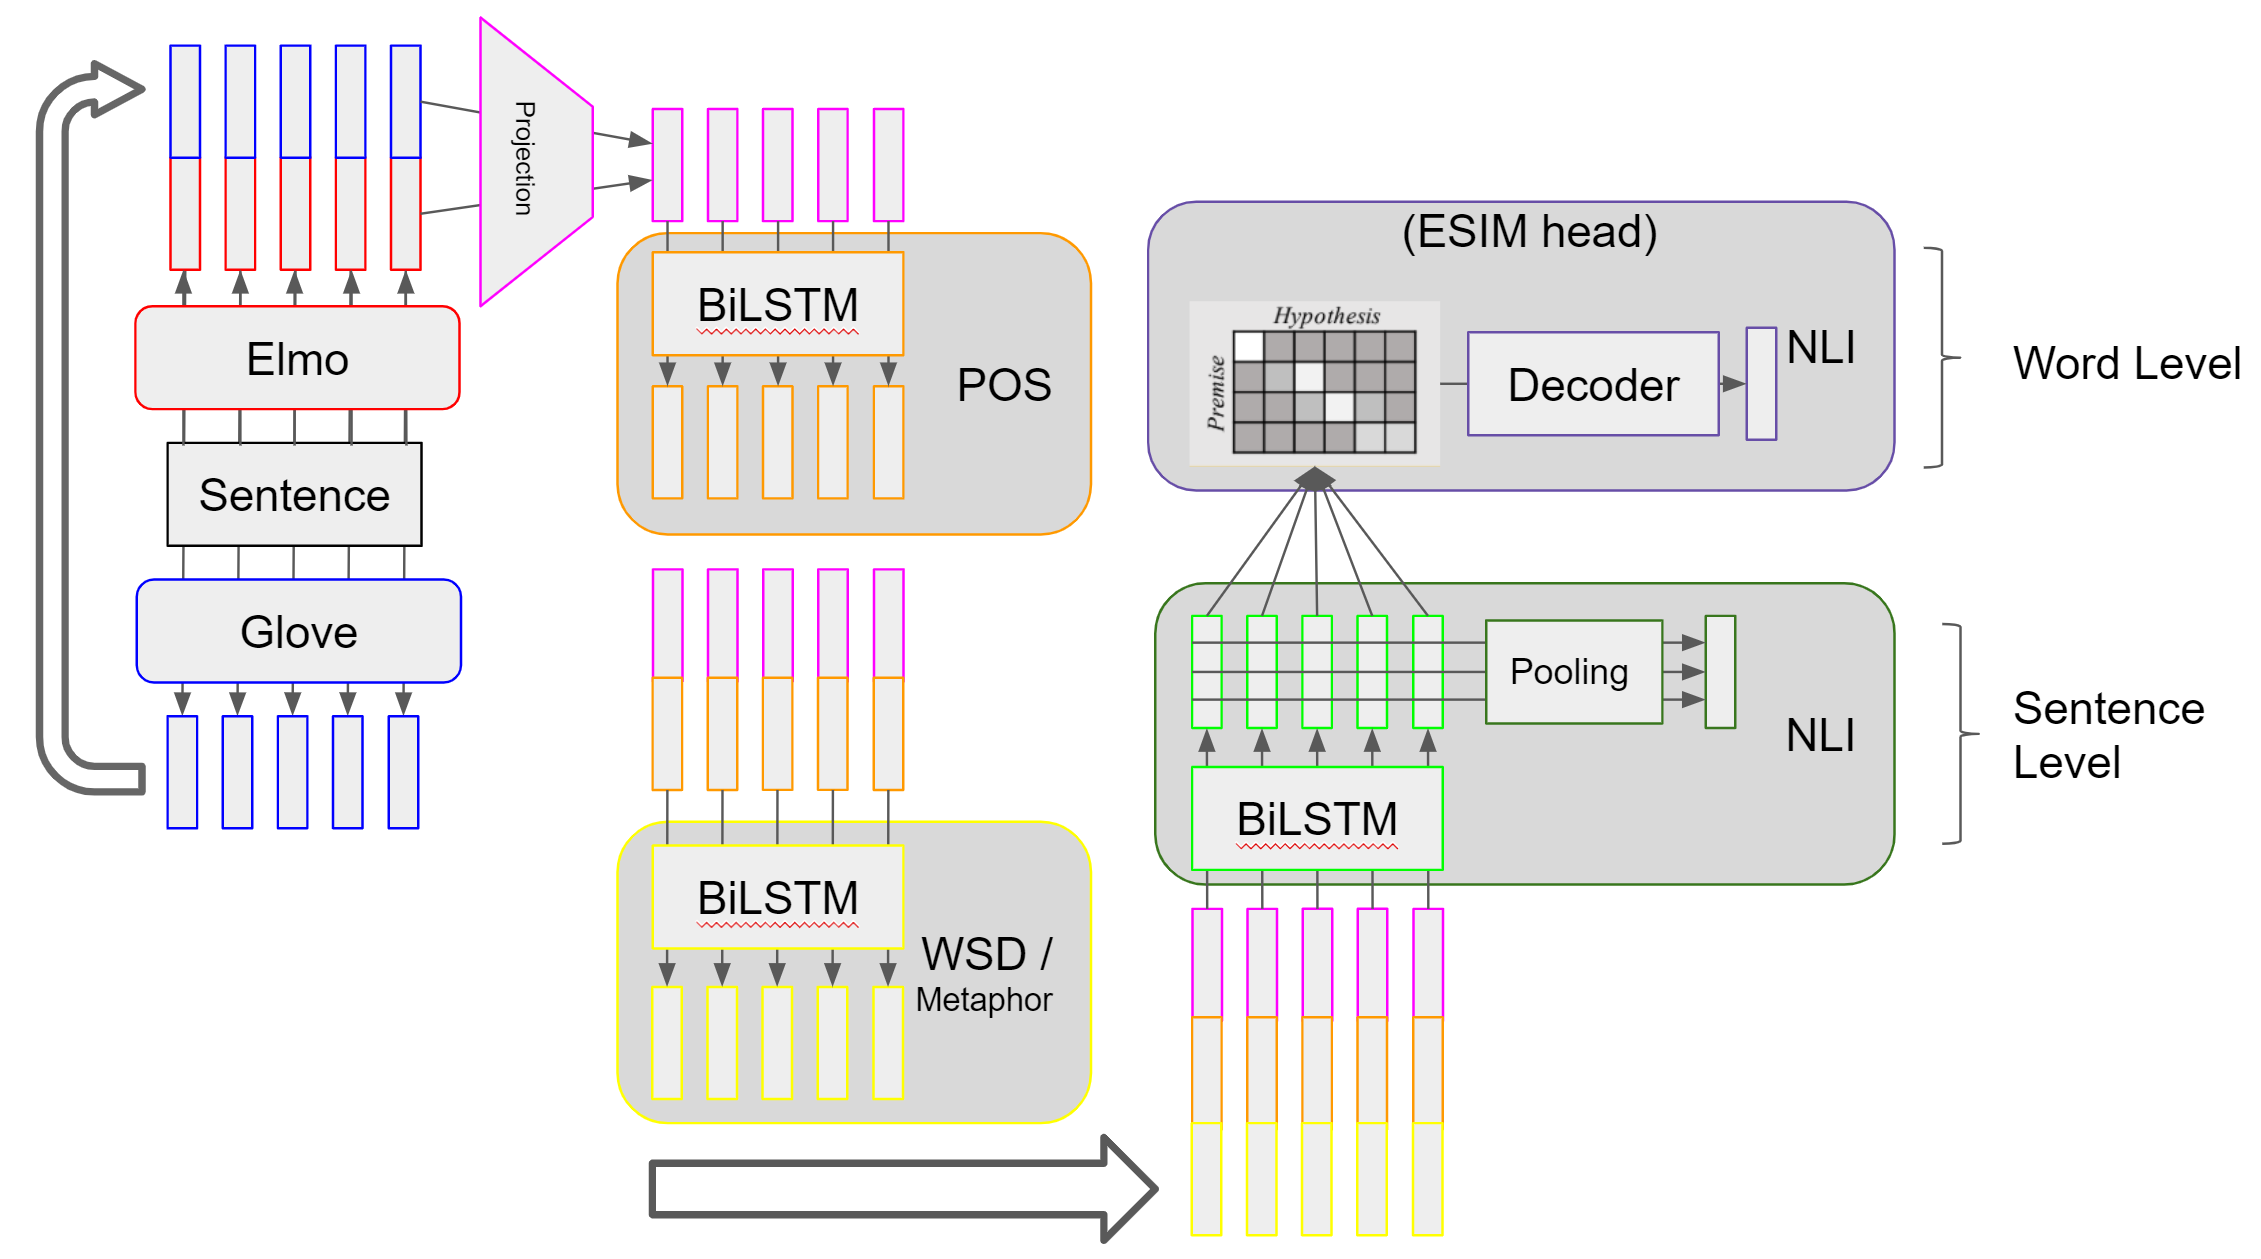 Projection
Elmo
Sentence
Glove
BiLSTM
POS
BiLSTM
WSD /
Metaphor
(ESIM head)
Hypothesis
Premise
Decoder
NLI
Word Level
Pooling
NLI
BiLSTM
Sentence
Level